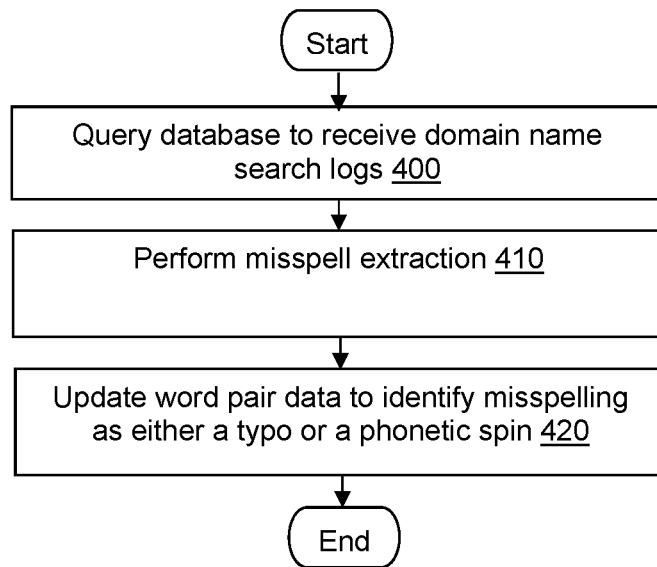 Start
Query database to receive domain name
search logs 400
Perform misspell extraction 410
Update word pair data to identify misspelling
as either a typo or a phonetic spin 420
End